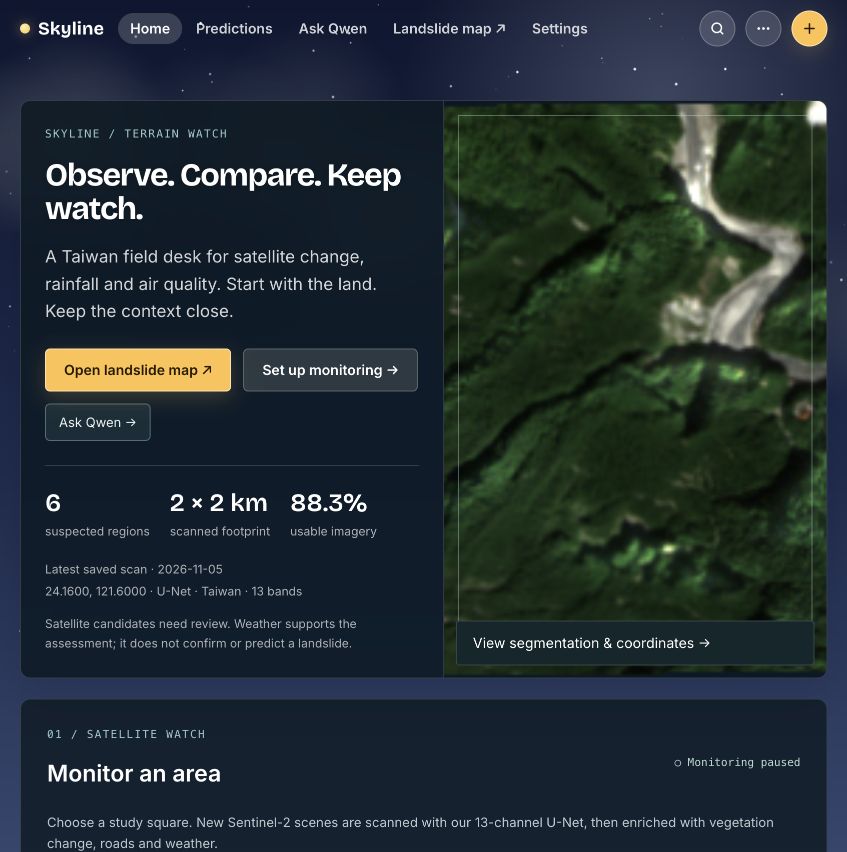 Skyline
Home
Predictions
Ask Qwen
Landslide map ↗
Settings
SKYLINE / TERRAIN WATCH
Observe. Compare. Keep
watch.
A Taiwan field desk for satellite change,
rainfall and air quality. Start with the land.
Keep the context close.
Open landslide map ↗
Set up monitoring →
Ask Qwen →
6
suspected regions
2 × 2 km
scanned footprint
88.3%
usable imagery
Latest saved scan · 2026-11-05
24.1600, 121.6000 · U-Net · Taiwan · 13 bands
Satellite candidates need review. Weather supports the
assessment; it does not confirm or predict a landslide.
View segmentation & coordinates →
01 / SATELLITE WATCH
Monitor an area
○ Monitoring paused
Choose a study square. New Sentinel-2 scenes are scanned with our 13-channel U-Net, then enriched with vegetation
change, roads and weather.